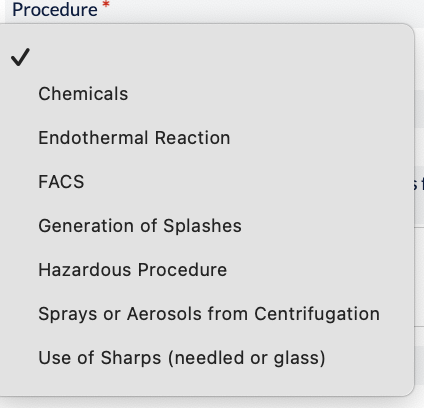 Procedure *
Chemicals
Endothermal Reaction
FACS
Generation of Splashes
Hazardous Procedure
Sprays or Aerosols from Centrifugation
Use of Sharps (needled or glass)